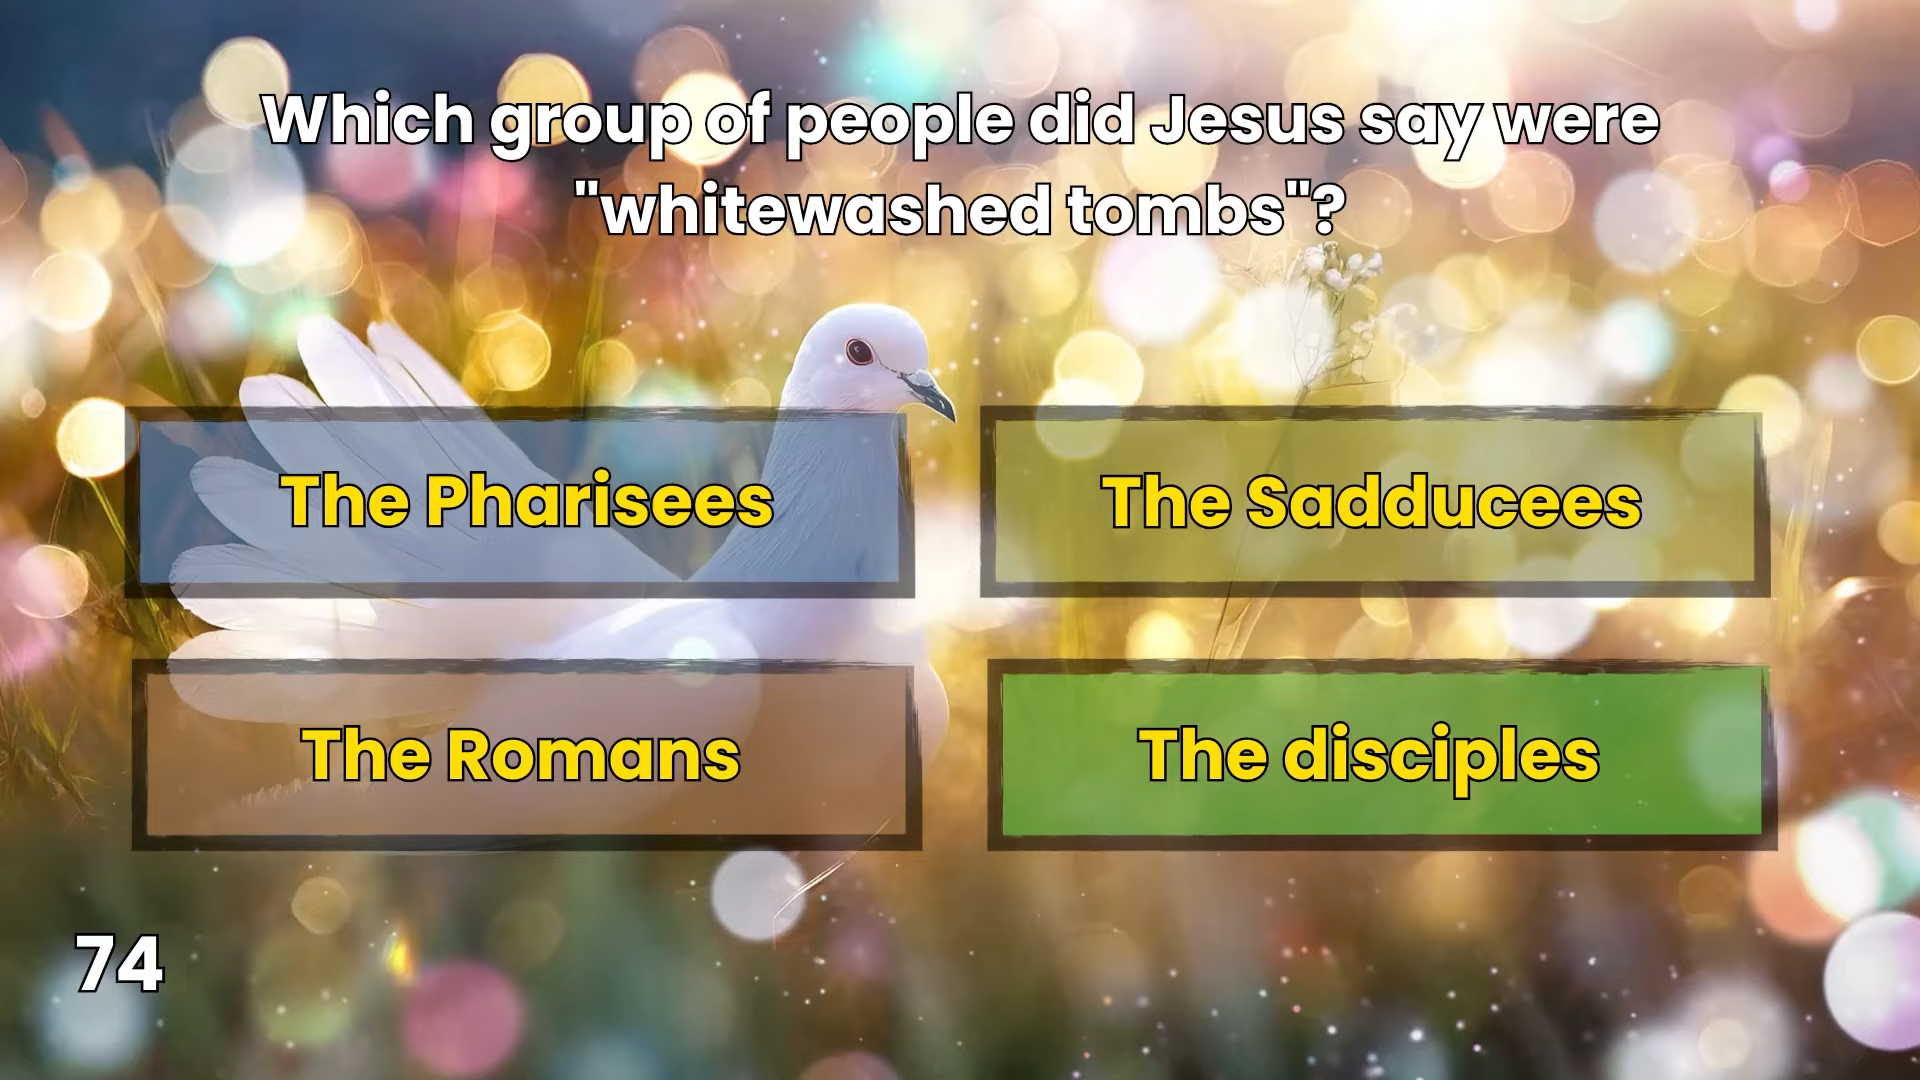 Which group of people did Jesus say were
"whitewashed tombs"?
The Pharisees
The Sadducees
The Romans
The disciples
74